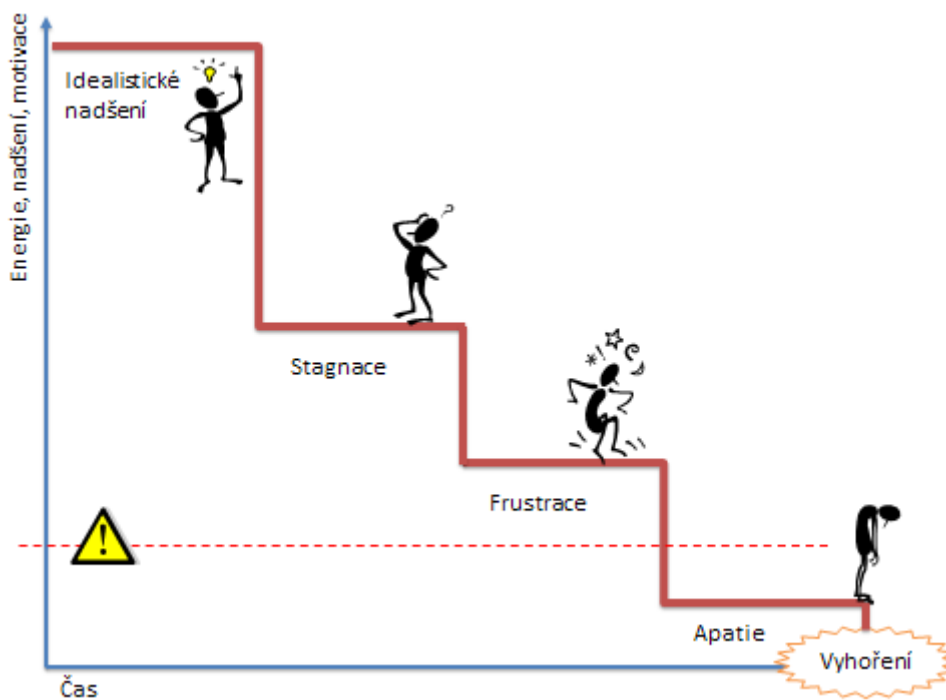 Energie, nadšení, motivace
Idealistické
nadšení
?
Stagnace
*!
Frustrace
!
Apatie
Vyhoření
Čas